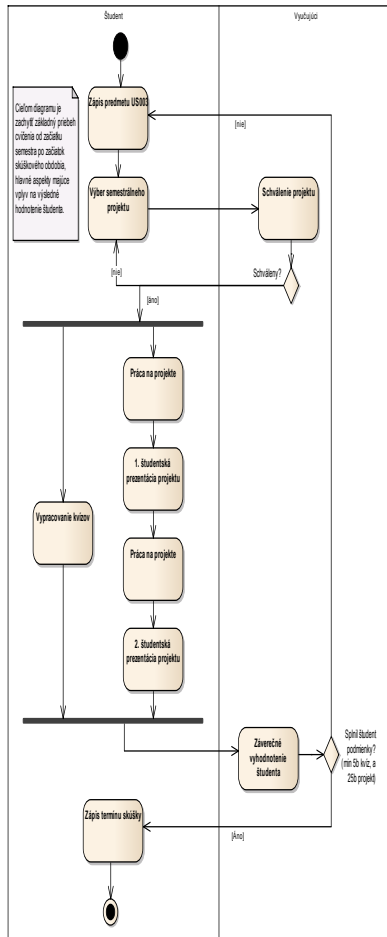 Študent
Vyučujúci
Cieľom diagramu je
zachytiť základný priebeh
cvičenia od začiatku
semestra po začiatok
skúškového obdobia,
hlavné aspekty majúce
vplyv na výsledné
hodnotenie študenta.
Zápis predmetu US003
[nie]
Výber semestrálneho
projektu
Schválenie projektu
[nie]
Schváleny?
[áno]
Práca na projekte
1. študentská
prezentácia projektu
Vypracovanie kvízov
Práca na projekte
2. študentská
prezentácia projektu
Záverečné
vyhodnotenie
študenta
Splnil študent
podmienky?
(min 5b kvíz, a
25b projekt)
Zápis termínu skúšky
[Áno]